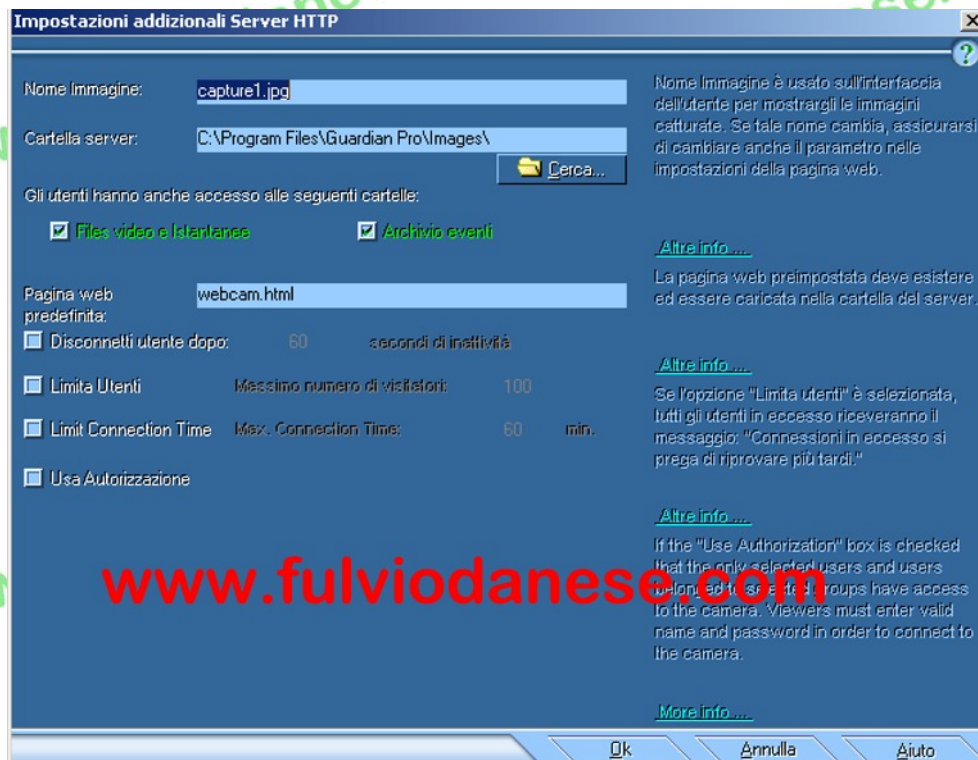 Impostazioni addizionali Server HTTP
Nome Immagine:
capture1.jpg
Cartella server:
C:\Program Files\Guardian Pro\Images\
Cerca...
Gli utenti hanno anche accesso alle seguenti cartelle:
Files video e Istantanee
Archivio eventi
Pagina web
predefinita:
webcam.html
Disconnetti utente dopo:
60
secondi di inattività
Limita Utenti
Massimo numero di visitatori:
100
Limit Connection Time
Max. Connection Time:
60
min.
Usa Autorizzazione
?
Nome Immagine è usato sull'interfaccia
dell'utente per mostrargli le immagini
catturate. Se tale nome cambia, assicurarsi
di cambiare anche il parametro nelle
impostazioni della pagina web.
Altre info ....
La pagina web preimpostata deve esistere
ed essere caricata nella cartella del server.
Altre info ....
Se l'opzione "Limita utenti" è selezionata,
tutti gli utenti in eccesso riceveranno il
messaggio: "Connessioni in eccesso si
prega di riprovare più tardi."
Altre info ....
If the "Use Authorization" box is checked
that the only selected users and users
belonged to selected groups have access
to the camera. Viewers must enter valid
name and password in order to connect to
the camera.
More info ....
www.fulviodanese.com
Ok
Annulla
Aiuto